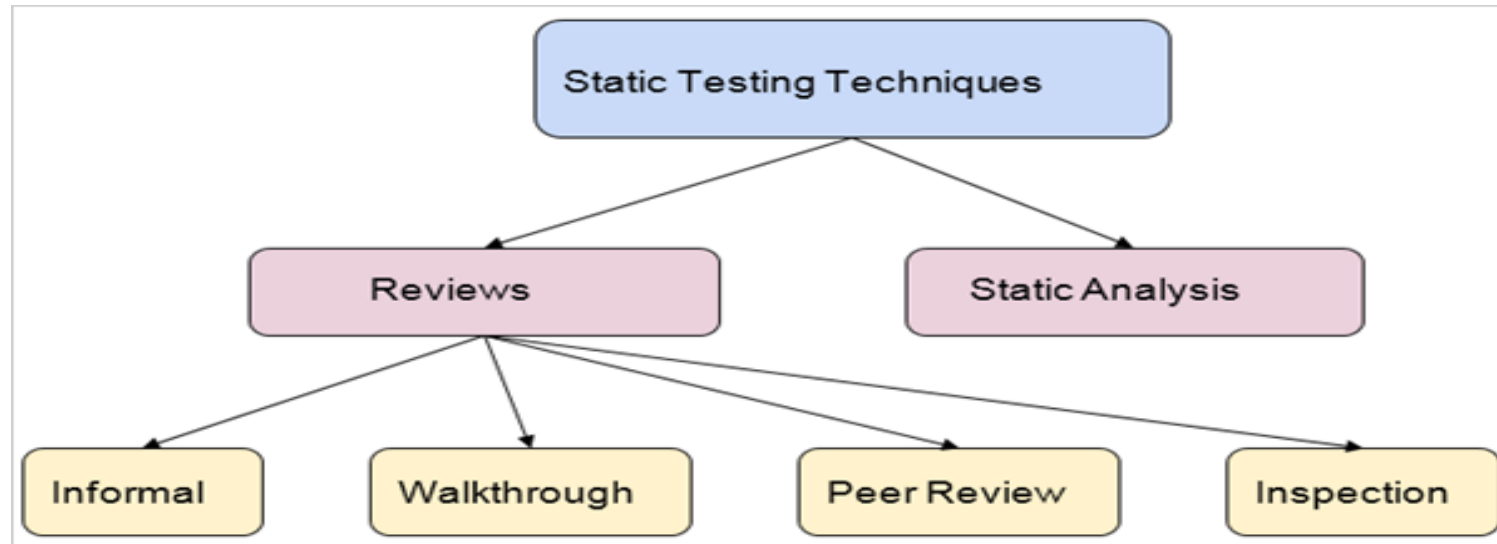 Static Testing Techniques
Reviews
Static Analysis
Informal
Walkthrough
Peer Review
Inspection